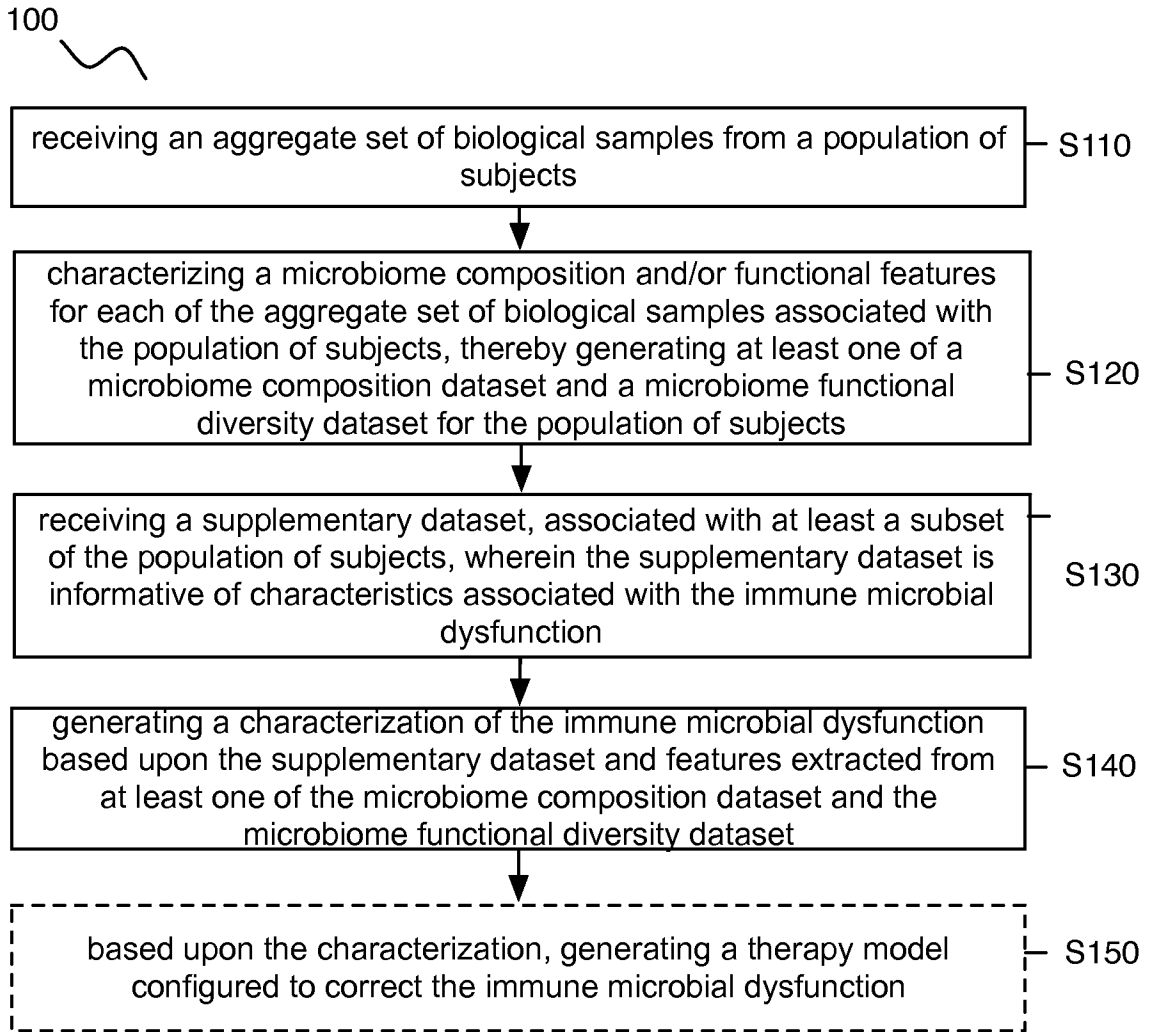 100
receiving an aggregate set of biological samples from a population of
subjects
S110
characterizing a microbiome composition and/or functional features
for each of the aggregate set of biological samples associated with
the population of subjects, thereby generating at least one of a
microbiome composition dataset and a microbiome functional
diversity dataset for the population of subjects
S120
receiving a supplementary dataset, associated with at least a subset
of the population of subjects, wherein the supplementary dataset is
informative of characteristics associated with the immune microbial
dysfunction
S130
generating a characterization of the immune microbial dysfunction
based upon the supplementary dataset and features extracted from
at least one of the microbiome composition dataset and the
microbiome functional diversity dataset
S140
based upon the characterization, generating a therapy model
configured to correct the immune microbial dysfunction
S150